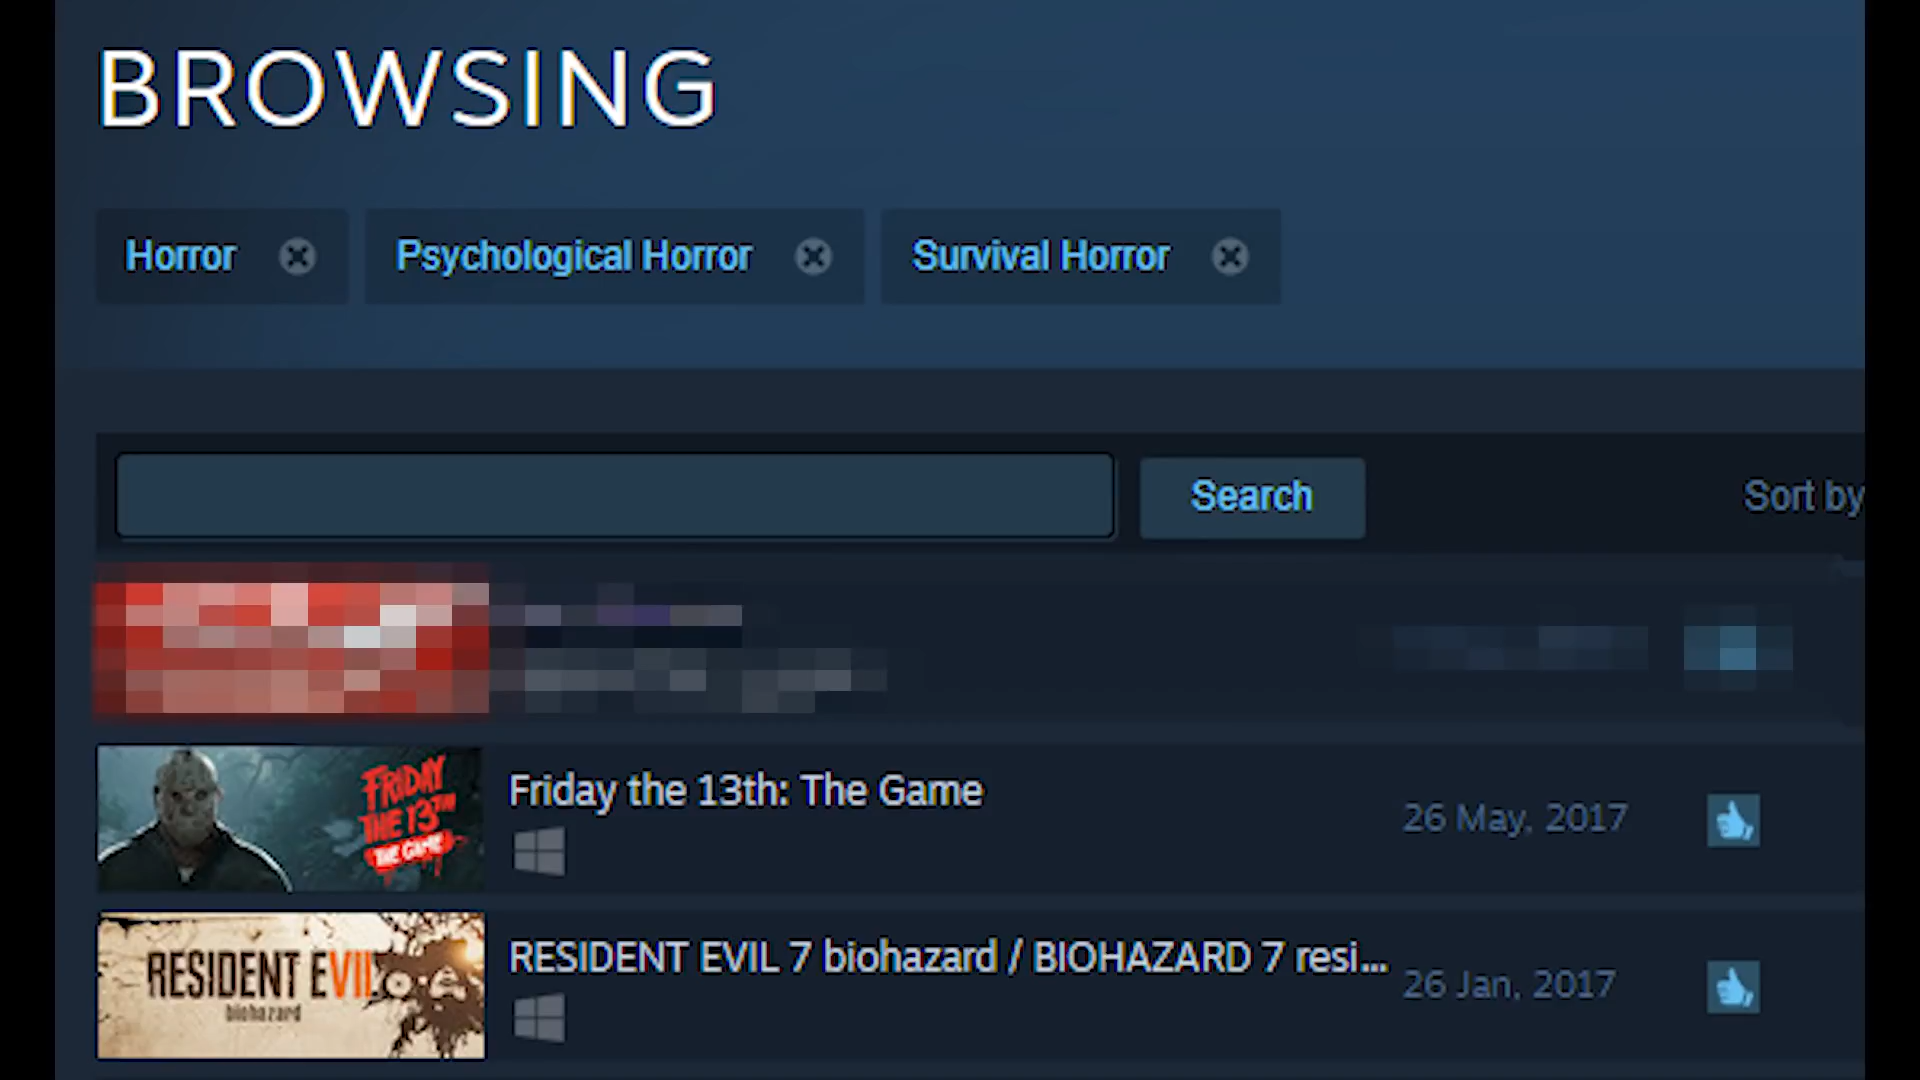 BROWSING
Horror
Psychological Horror
Survival Horror
Search
Sort by
FRIDAY
THE 13TH
THE GAME
Friday the 13th: The Game
26 May, 2017
RESIDENT EVII
biohazard
RESIDENT EVIL 7 biohazard / BIOHAZARD 7 resi...
26 Jan, 2017